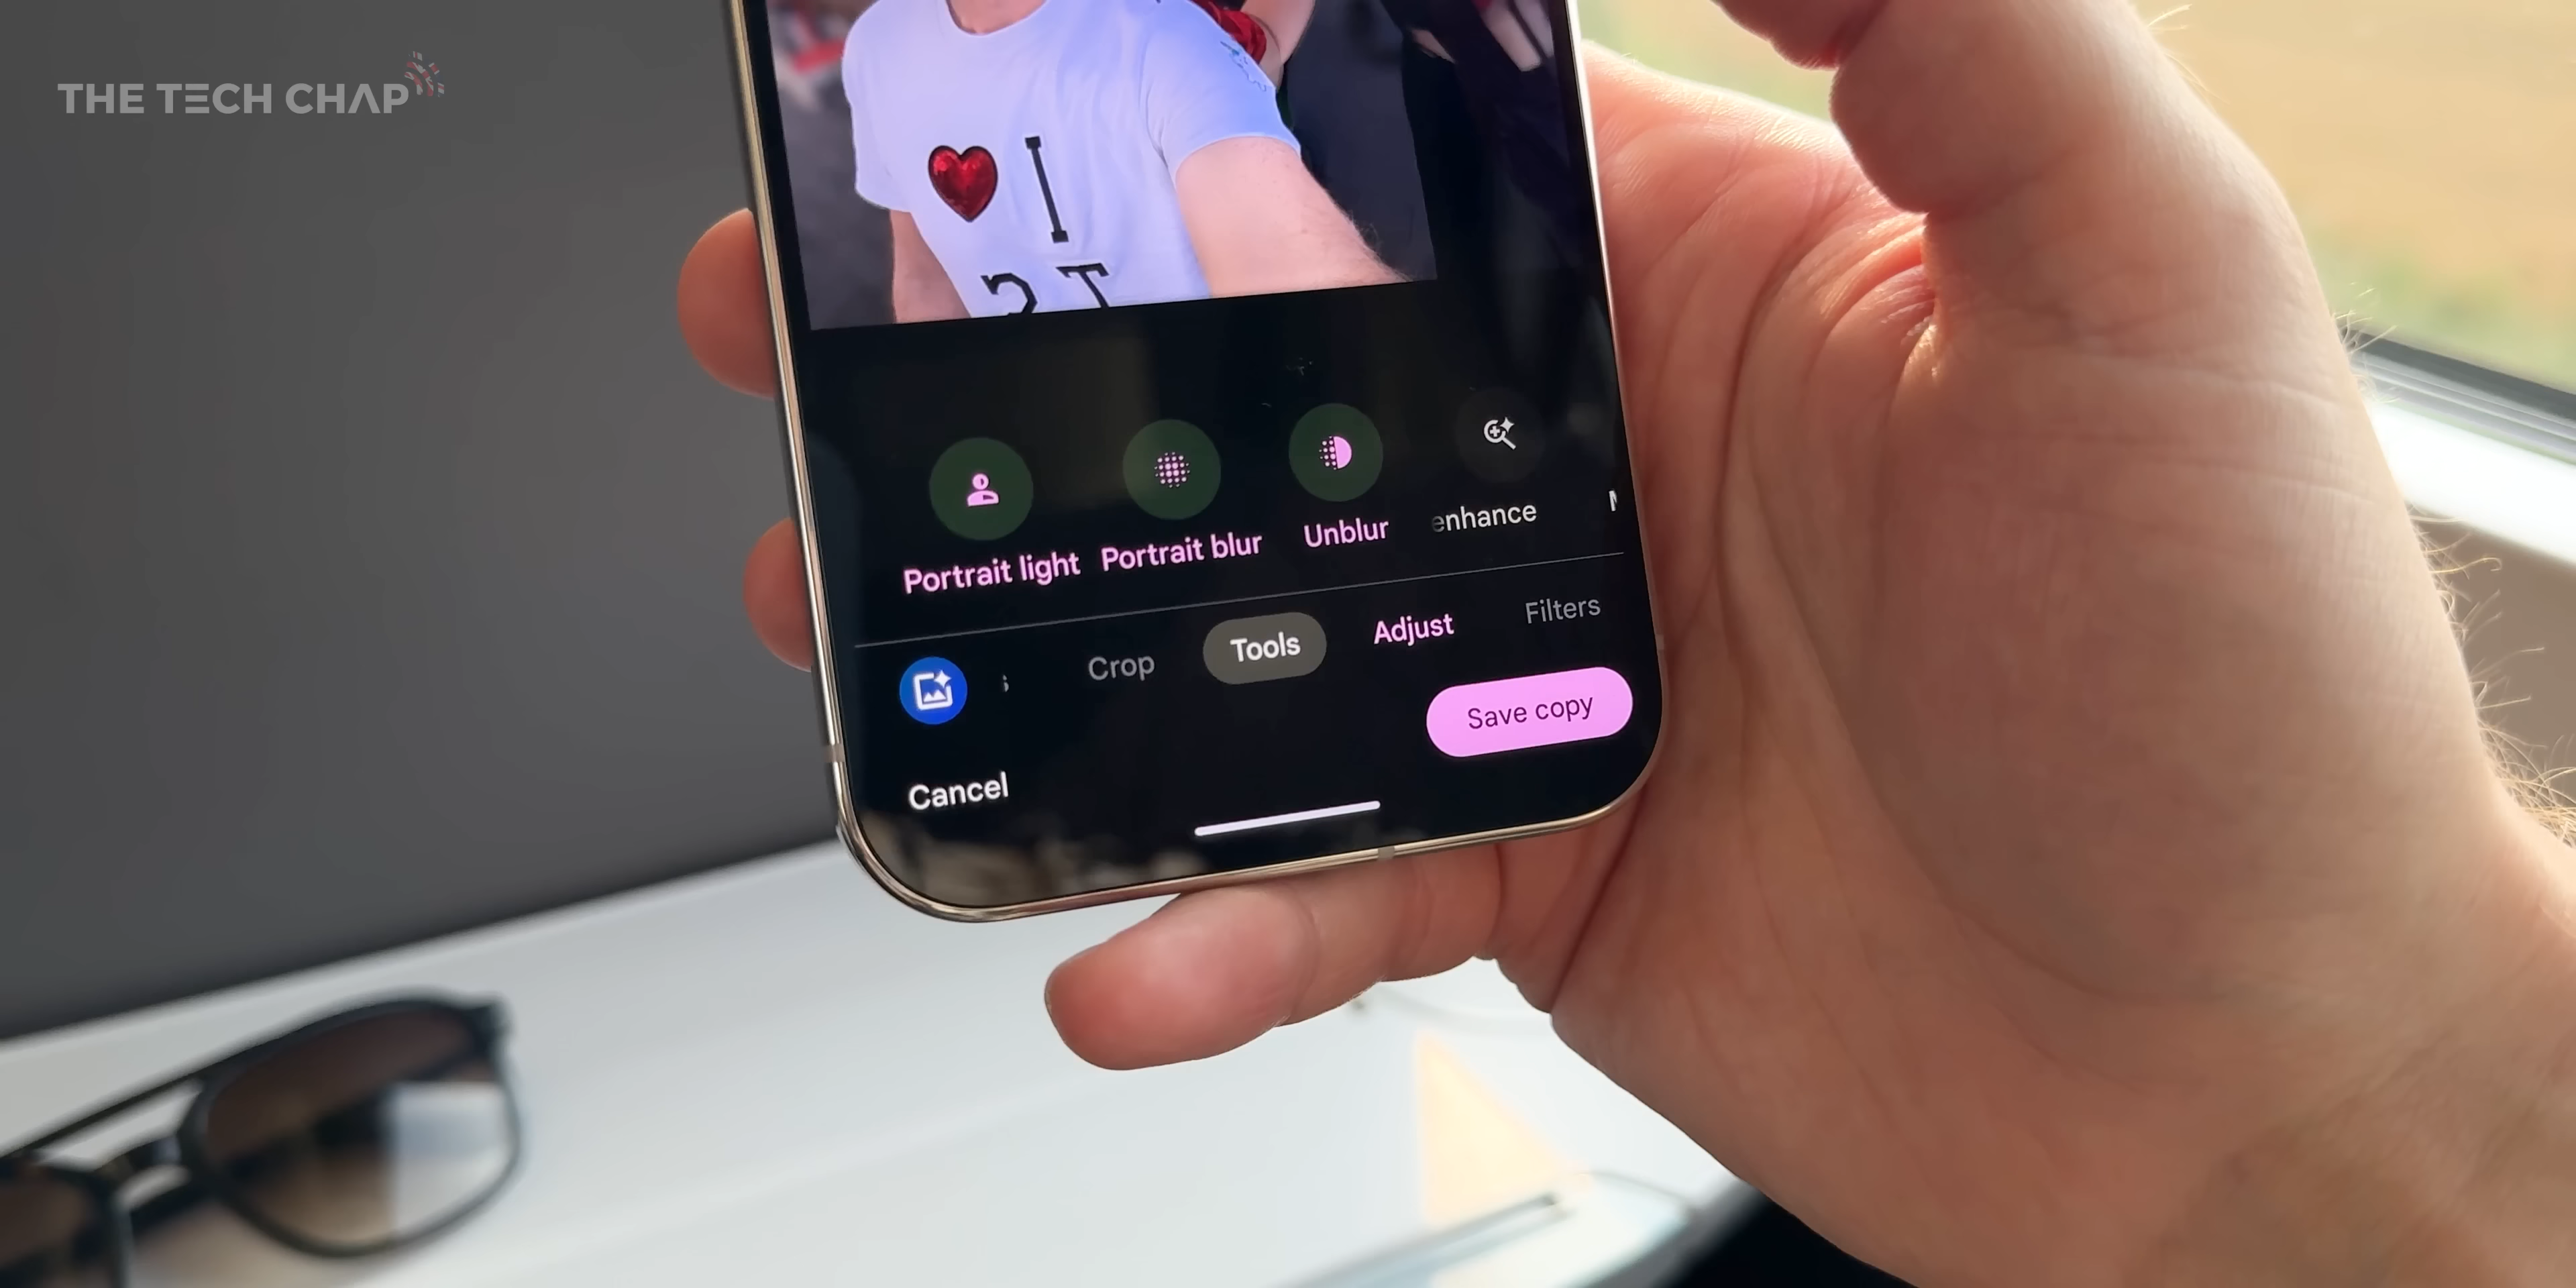 THE TECH CHAP
I
Portrait light
Portrait blur
Unblur
enhance
Crop
Tools
Adjust
Filters
Save copy
Cancel